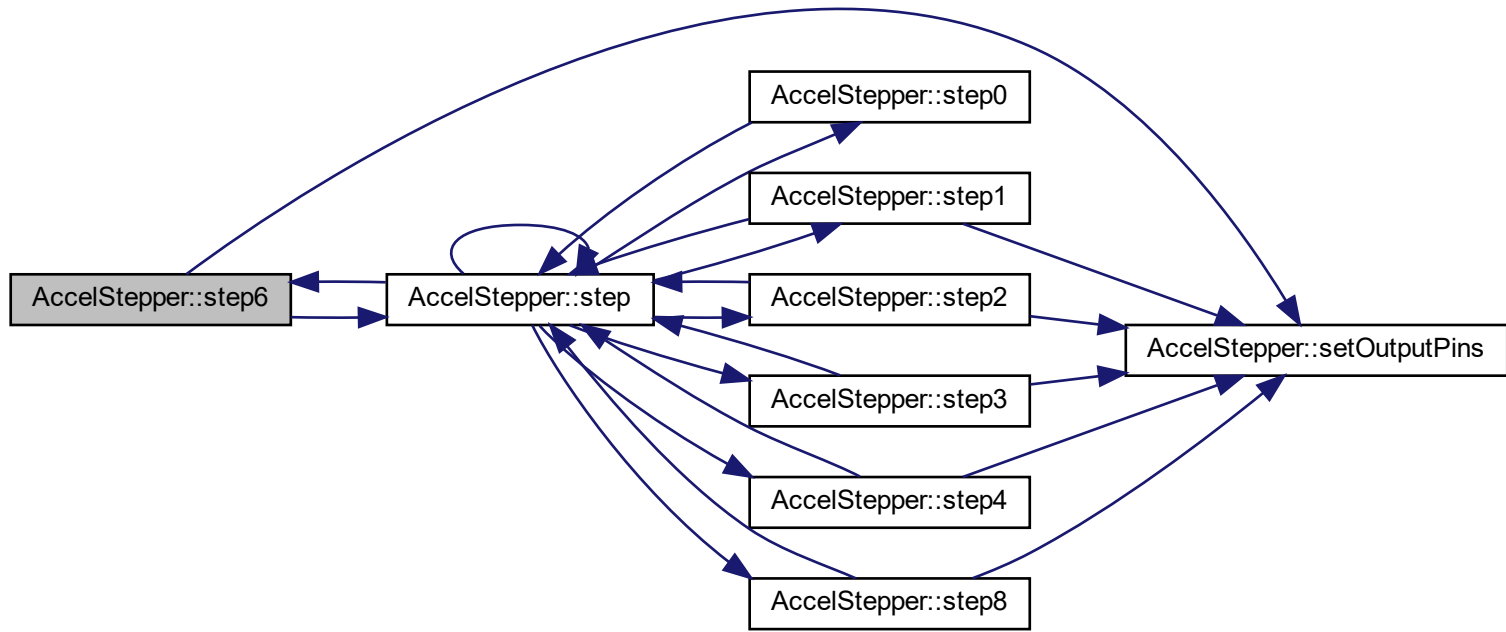 AccelStepper::step0
AccelStepper::step1
AccelStepper::step6
AccelStepper::step
AccelStepper::step2
AccelStepper::setOutputPins
AccelStepper::step3
AccelStepper::step4
AccelStepper::step8